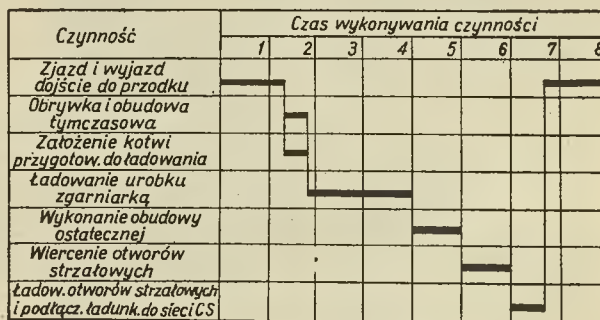 Czynność
Czas wykonywania czynności
1 2 3 4 5 6 7 8
Zjazd i wyjazd
dojście do przodku
Obrywka i obudowa
tymczasowa
Założenie kotwi
przygotow. do ładowania
Ładowanie urobku
zgarniarką
Wykonanie obudowy
ostatecznej
Wiercenie otworów
strzałowych
Ładow. otworów strzałowych
i podłącz. ładunk. do sieci CS